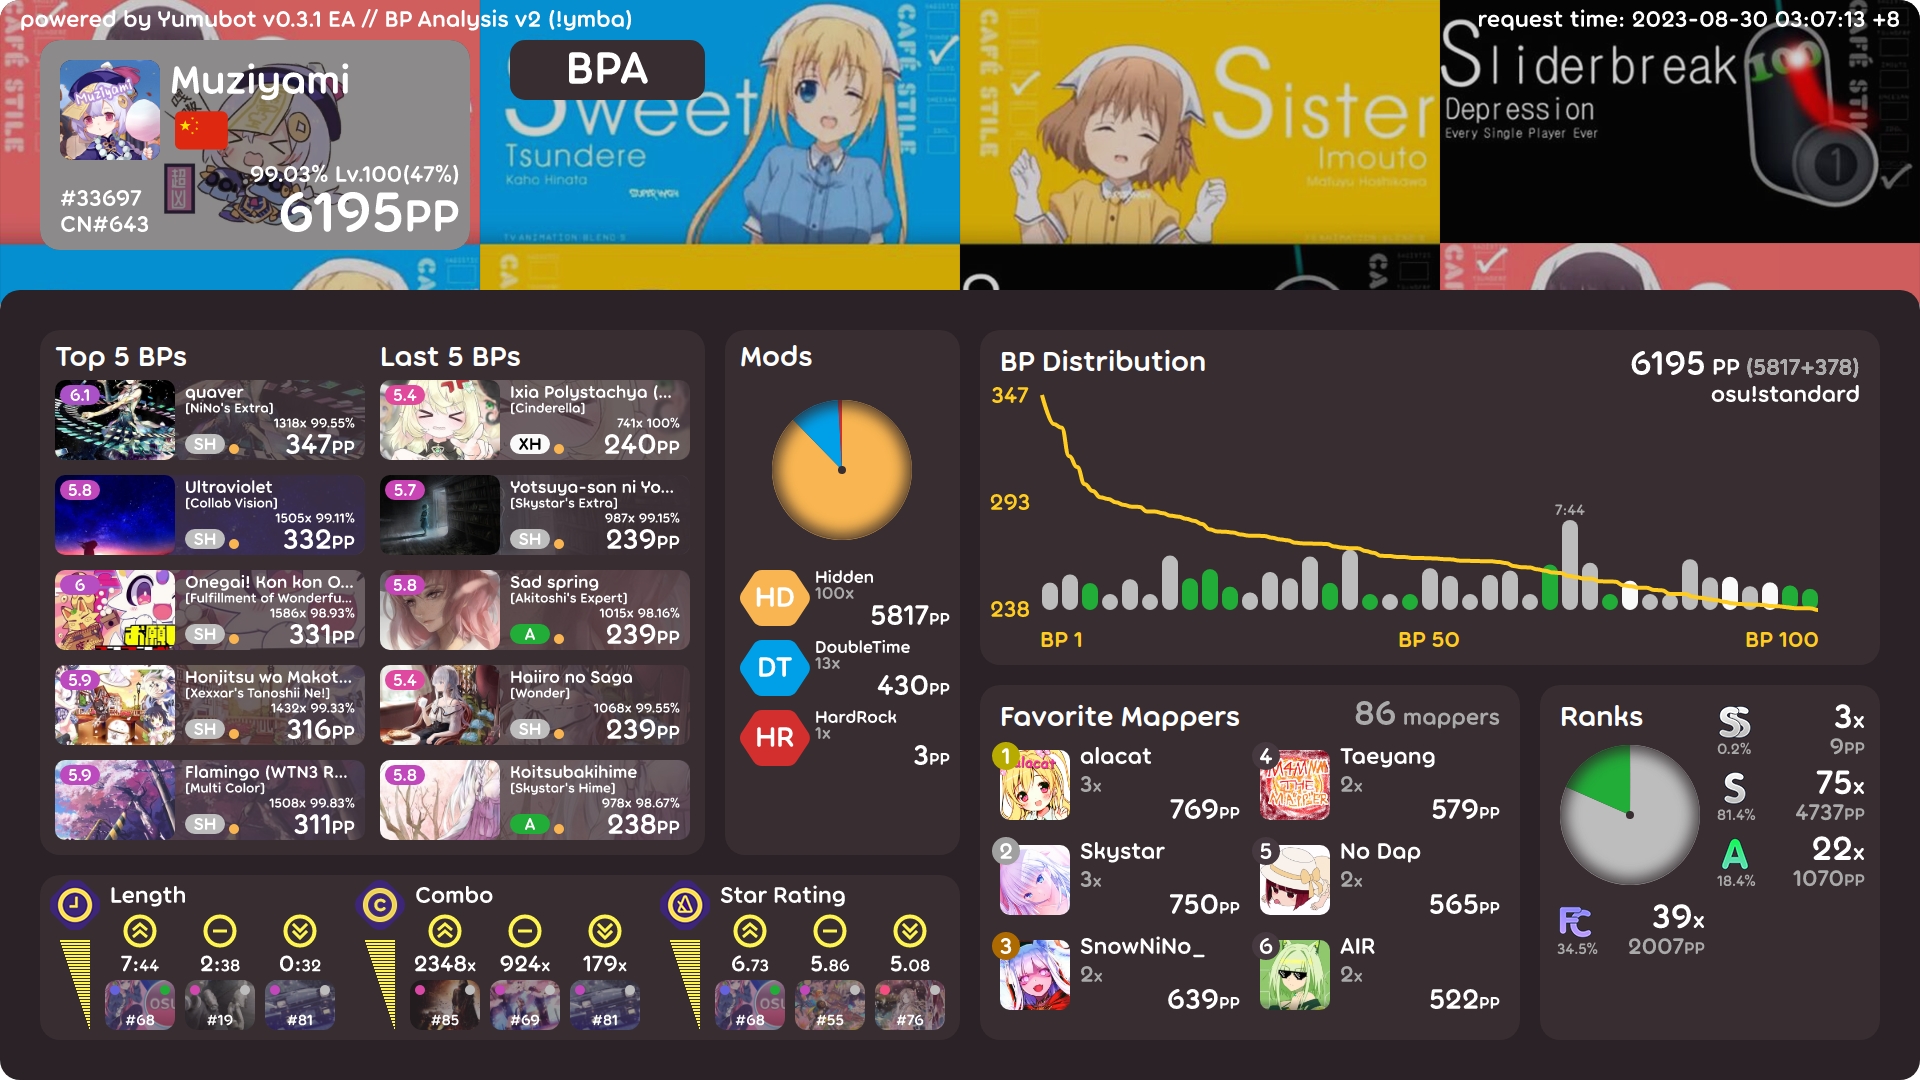 powered by Yumubot v0.3.1 EA // BP Analysis v2 (!ymba)
request time: 2023-08-30 03:07:13 +8
Muziyami
Muziyami
99.03% Lv.100(47%)
#33697
CN#643
6195PP
BPA
Sweet
Tsundere
Kaho Hinata
CAFÉ STILE
Sister
Imouto
Mafuyu Hoshikawa
CAFÉ STILE
Sliderbreak
Depression
Every Single Player Ever
100
1
Top 5 BPs
6.1
quaver
[NiNo's Extra]
1318x 99.55%
SH
347PP
5.8
Ultraviolet
[Collab Vision]
1505x 99.11%
SH
332PP
6
Onegai! Kon kon O...
[Fulfillment of Wonderfu...
1586x 98.93%
SH
331PP
5.9
Honjitsu wa Makot...
[Xexxar's Tanoshii Ne!]
1432x 99.33%
SH
316PP
5.9
Flamingo (WTN3 R...
[Multi Color]
1508x 99.83%
SH
311PP
Last 5 BPs
5.4
Ixia Polystachya (...
[Cinderella]
741x 100%
XH
240PP
5.7
Yotsuya-san ni Yo...
[Skystar's Extra]
987x 99.15%
SH
239PP
5.8
Sad spring
[Akitoshi's Expert]
1015x 98.16%
A
239PP
5.4
Haiiro no Saga
[Wonder]
1068x 99.55%
SH
239PP
5.8
Koitsubakihime
[Skystar's Hime]
978x 98.67%
A
238PP
Mods
HD
Hidden
100x
5817PP
DT
DoubleTime
13x
430PP
HR
HardRock
1x
3PP
BP Distribution
6195 PP (5817+378)
osu!standard
347
293
238
7:44
BP 1
BP 50
BP 100
Length
7:44
2:38
0:32
#68
#19
#81
Combo
2348x
924x
179x
#85
#69
#81
Star Rating
6.73
5.86
5.08
#68
#55
#76
Favorite Mappers
86 mappers
1
alacat
3x
769PP
2
Skystar
3x
750PP
3
SnowNiNo_
2x
639PP
4
Taeyang
2x
579PP
5
No Dap
2x
565PP
6
AIR
2x
522PP
Ranks
SS
0.2%
3x
9PP
S
81.4%
75x
4737PP
A
18.4%
22x
1070PP
FC
34.5%
39x
2007PP